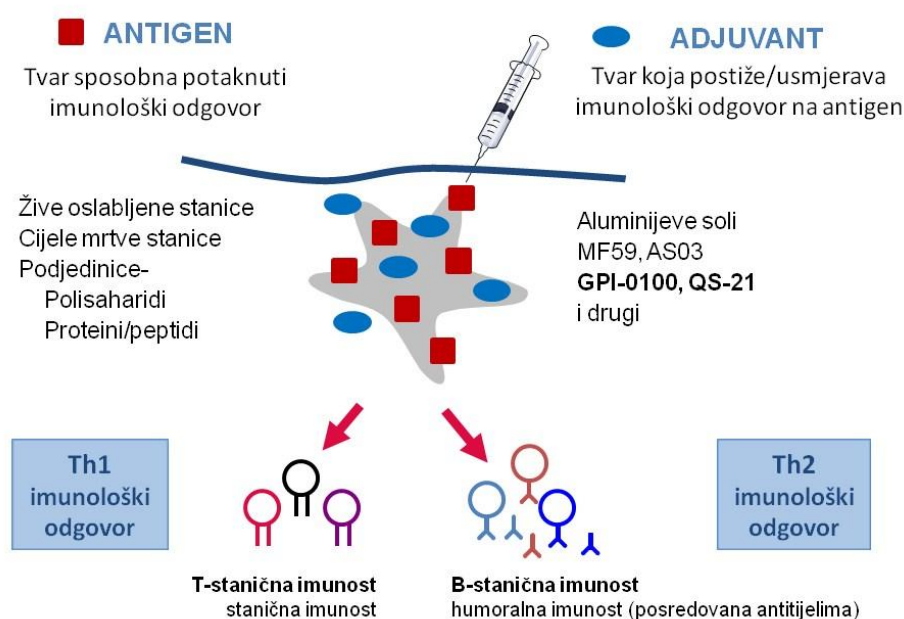 ANTIGEN
Tvar sposobna potaknuti
imunološki odgovor
ADJUVANT
Tvar koja postiže/usmjerava
imunološki odgovor na antigen
Žive oslabljene stanice
Cijele mrtve stanice
Podjedinice-
Polisaharidi
Proteini/peptidi
Aluminijeve soli
MF59, AS03
GPI-0100, QS-21
i drugi
Th1
imunološki
odgovor
T-stanična imunost
stanična imunost
B-stanična imunost
humoralna imunost (posredovana antitijelima)
Th2
imunološki
odgovor